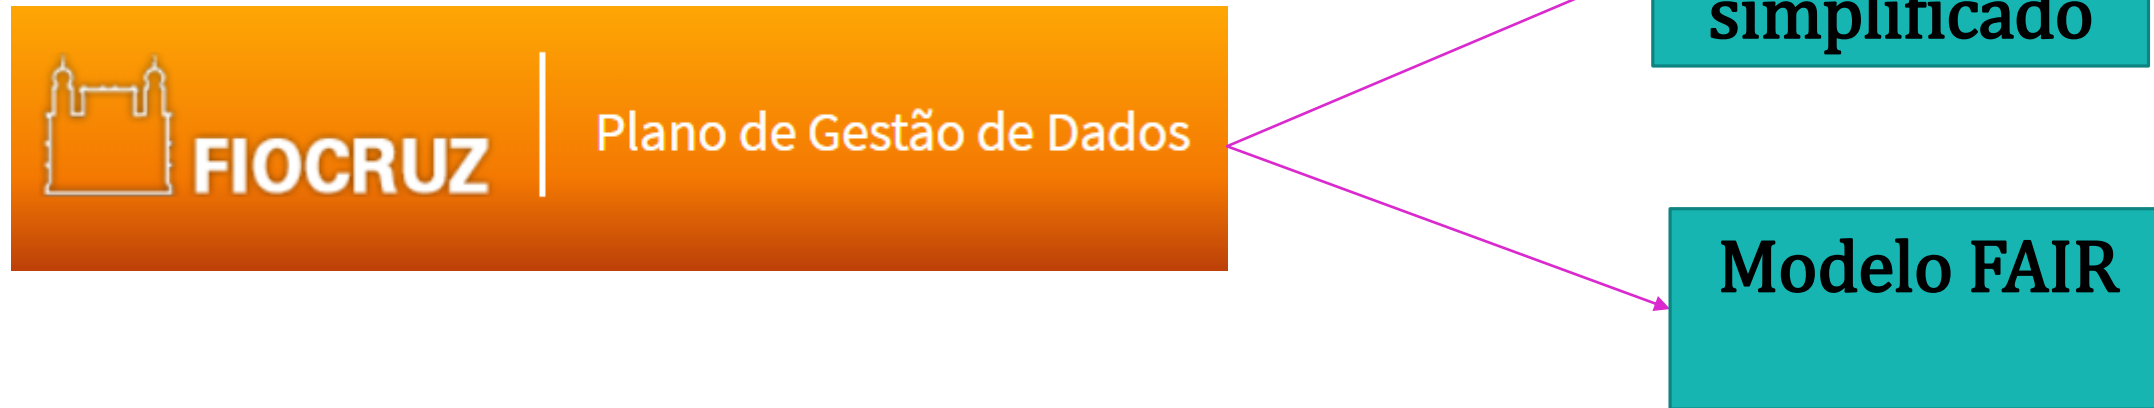 simplificado
FIOCRUZ
Plano de Gestão de Dados
Modelo FAIR